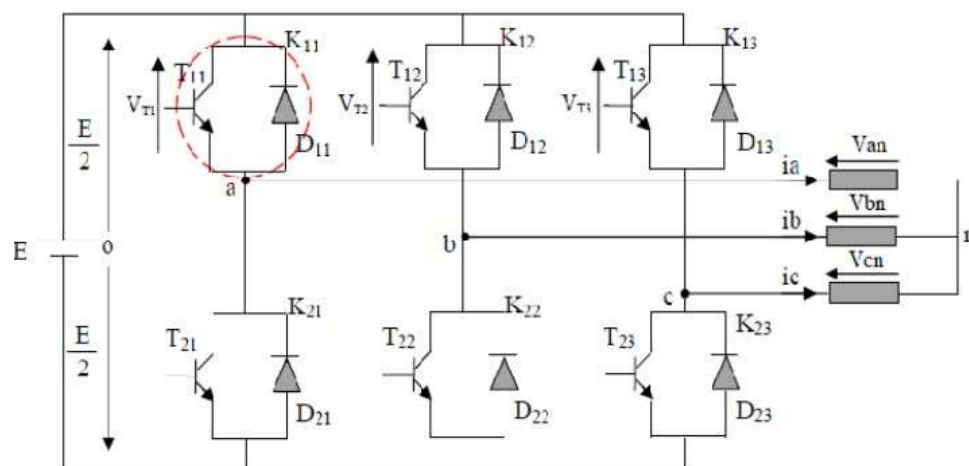 K11
K12
K13
T11
T12
T13
VT1
VT2
VT3
E
2
D11
D12
D13
a
ia
Van
E
o
b
ib
Vbn
n
c
ic
Vcn
E
2
K21
K22
K23
T21
T22
T23
D21
D22
D23